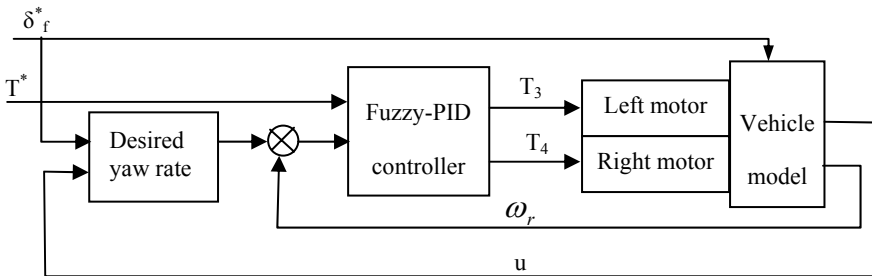 δ*f
T*
Desired
yaw rate
Fuzzy-PID
controller
T3
T4
Left motor
Right motor
Vehicle
model
ωr
u